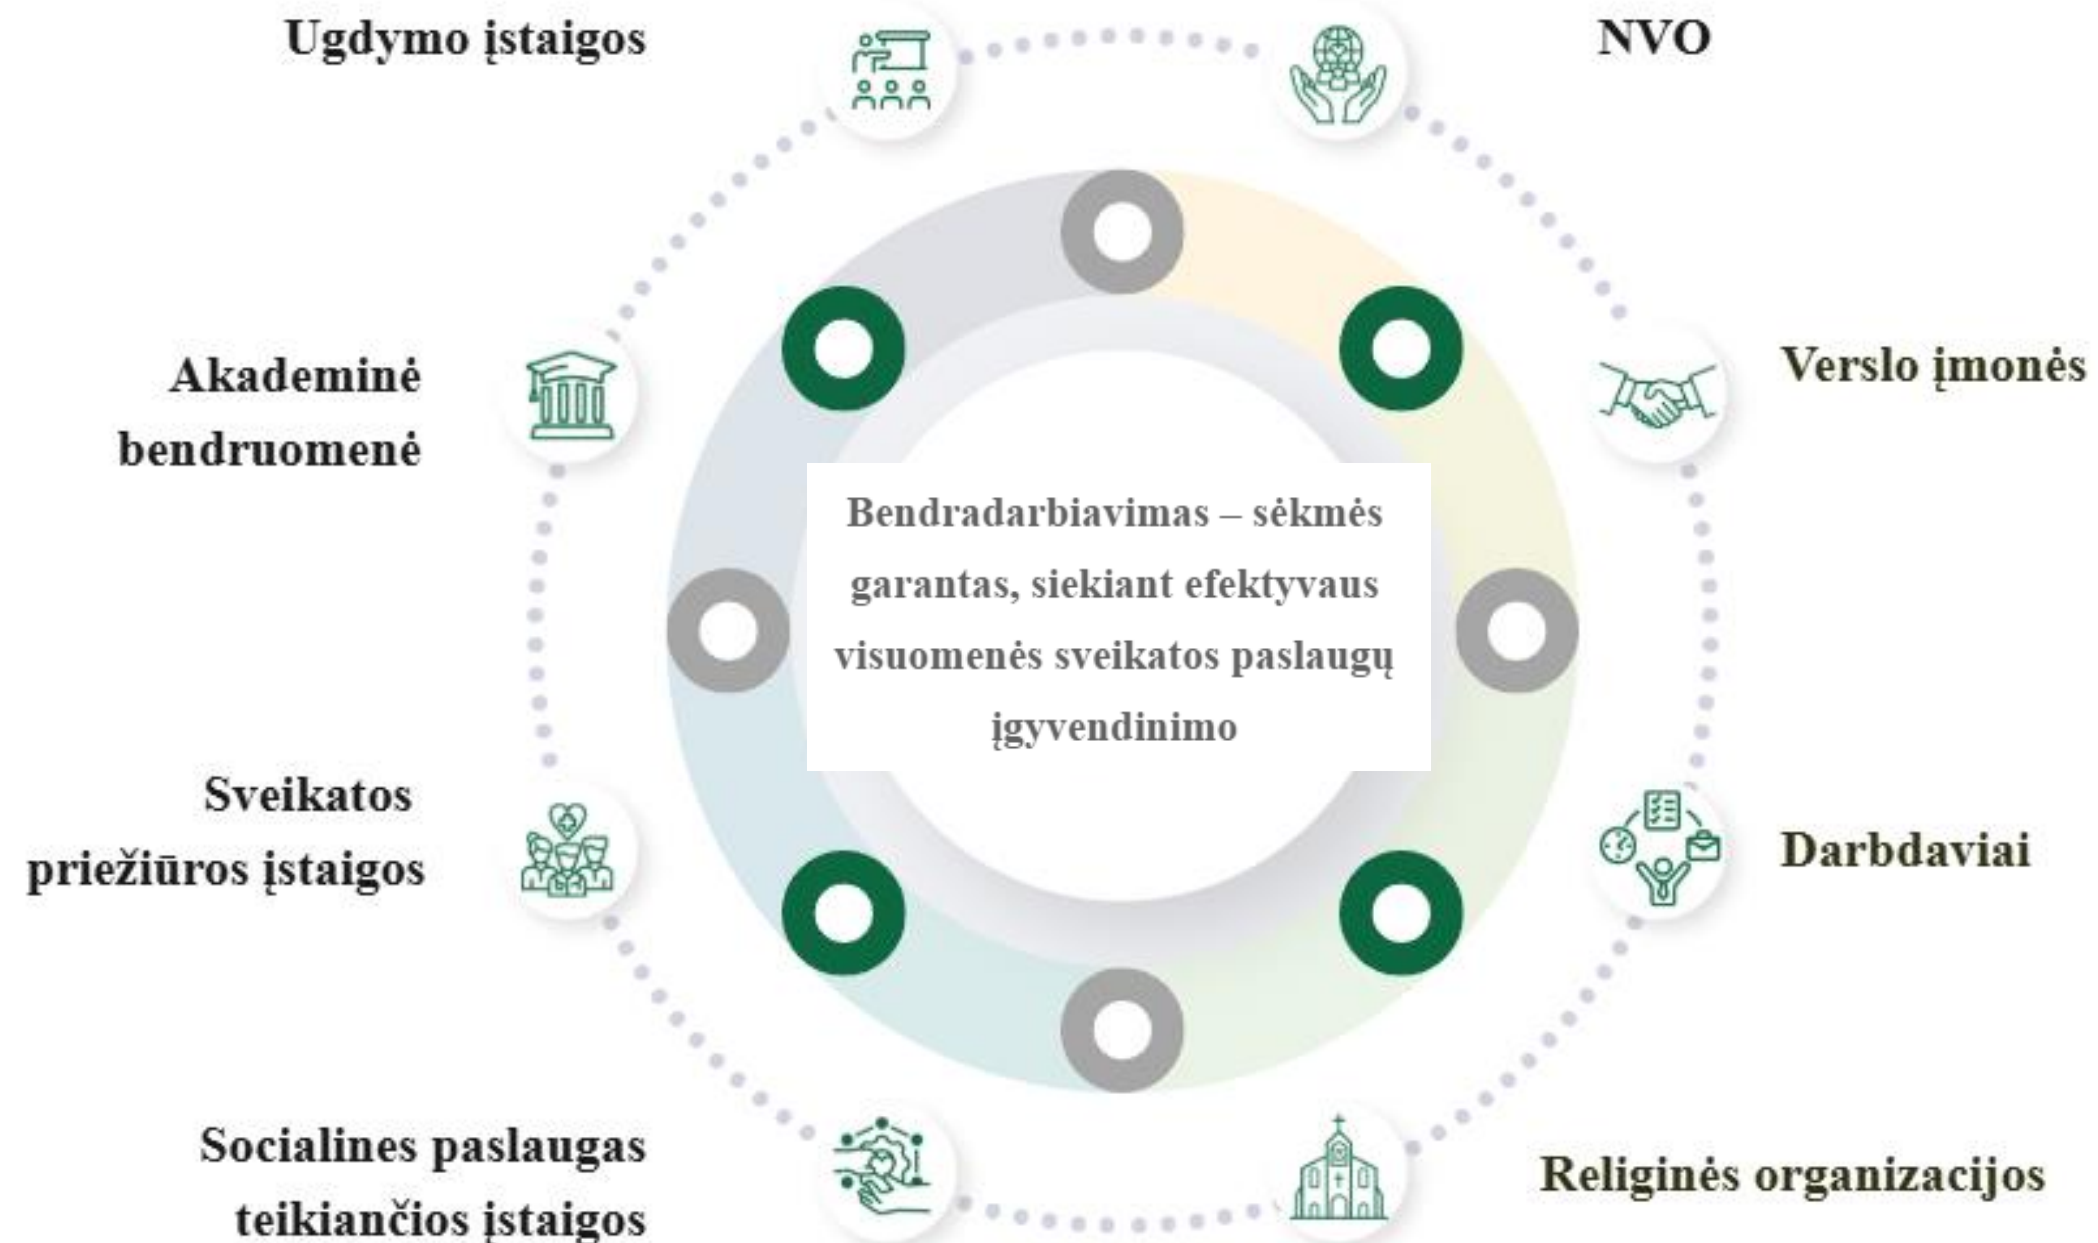 Ugdymo įstaigos
NVO
Akademinė
bendruomenė
Verslo įmonės
Bendradarbiavimas – sėkmės
garantas, siekiant efektyvaus
visuomenės sveikatos paslaugų
įgyvendinimo
Sveikatos
priežiūros įstaigos
Darbdaviai
Socialines paslaugas
teikiančios įstaigos
Religinės organizacijos